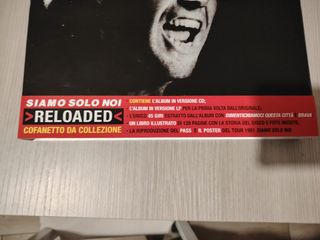 SIAMO SOLO NOI
>RELOADED<
COFANETTO DA COLLEZIONE
CONTIENE L'ALBUM IN VERSIONE CD;
L'ALBUM IN VERSIONE LP PER LA PRIMA VOLTA DALL'ORIGINALE;
L'UNICO 45 GIRI ESTRATTO DALL'ALBUM CON DIMENTICHIAMOCI QUESTA CITTÀ E BRAVA
UN LIBRO ILLUSTRATO DI 128 PAGINE CON LA STORIA DEL DISCO E FOTO INEDITE,
LA RIPRODUZIONE DEL PASS E IL POSTER DEL TOUR 1981 SIAMO SOLO NOI